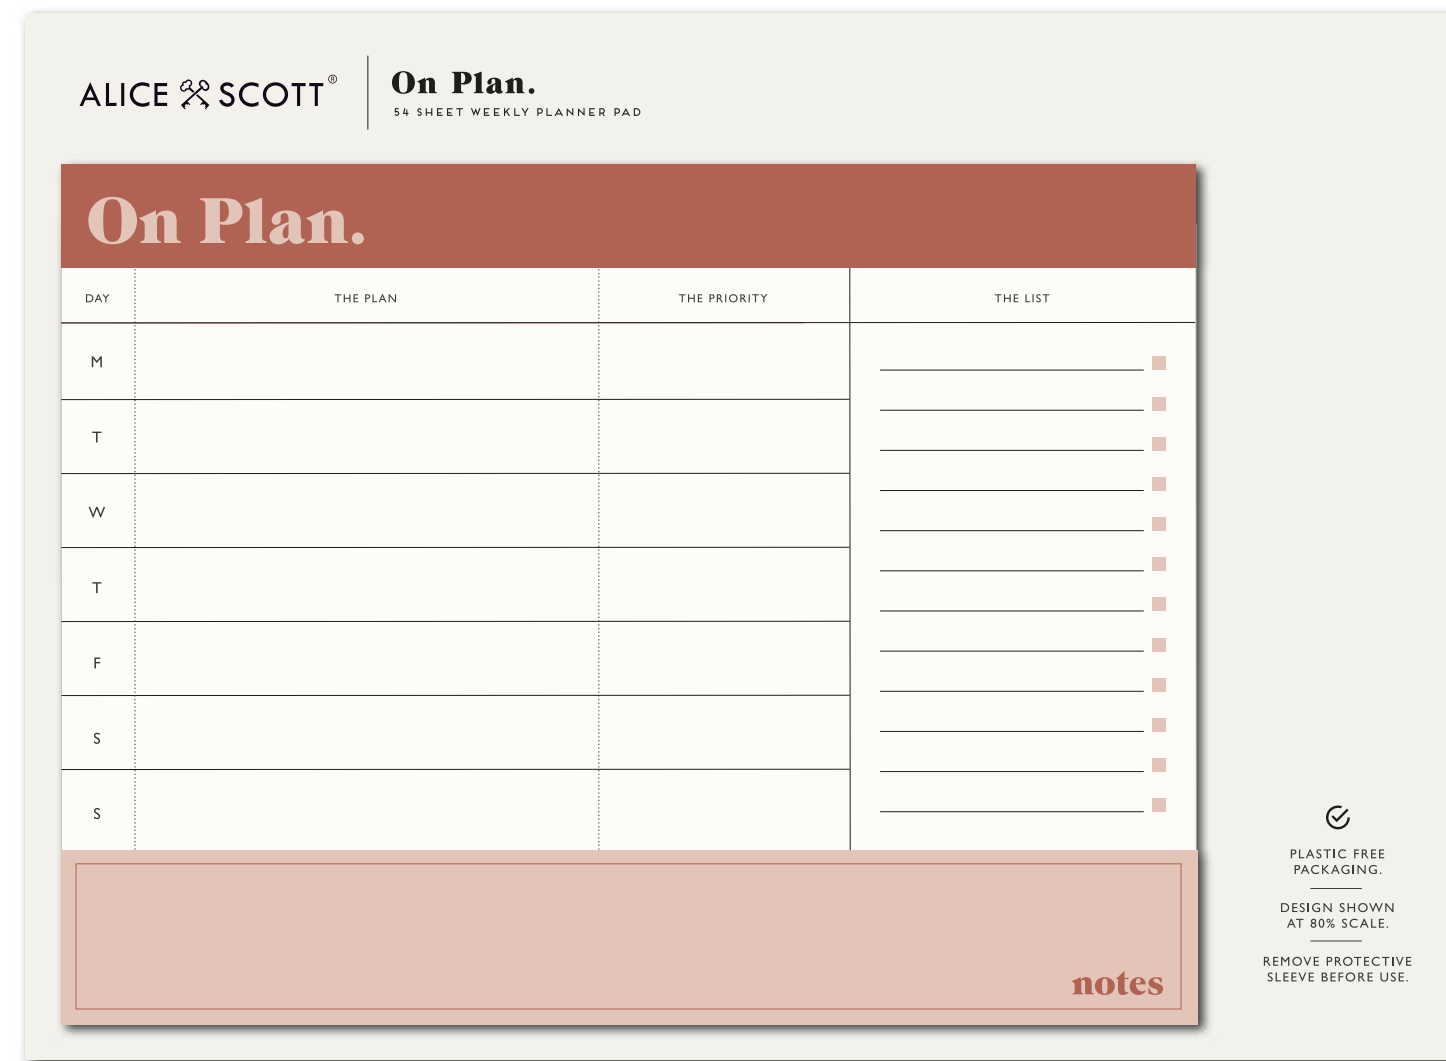 ALICE SCOTT®
On Plan.
54 SHEET WEEKLY PLANNER PAD
On Plan.
DAY THE PLAN THE PRIORITY THE LIST
M
T
W
T
F
S
S
notes
PLASTIC FREE
PACKAGING.
DESIGN SHOWN
AT 80% SCALE.
REMOVE PROTECTIVE
SLEEVE BEFORE USE.